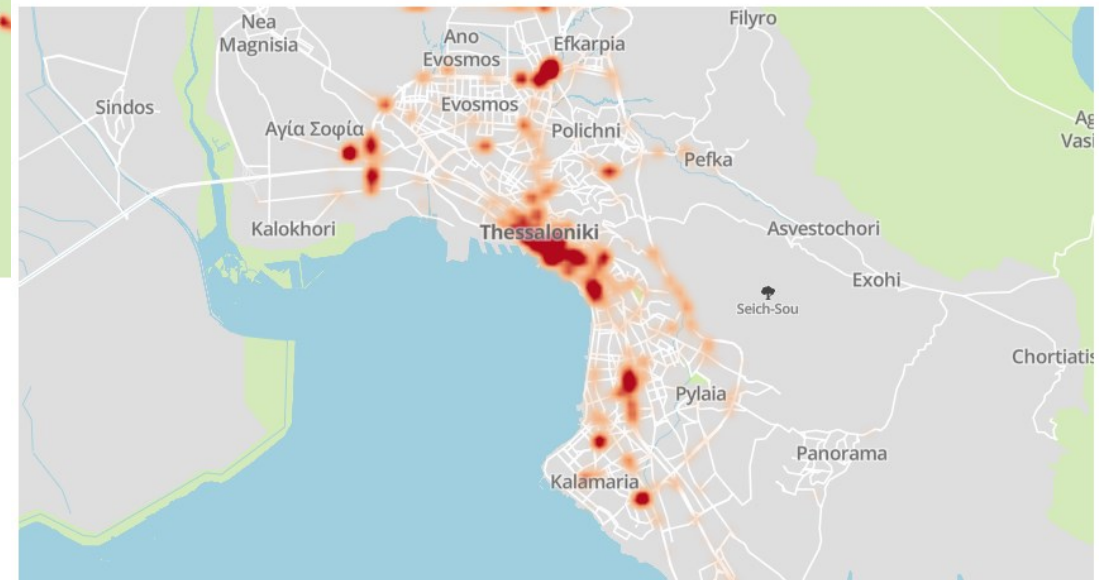 Nea
Magnisia
Ano
Evosmos
Efkarpia
Filyro
Sindos
Evosmos
Αγία Σοφία
Polichni
Ag
Vasi
Pefka
Kalokhori
Thessaloniki
Asvestochori
Exohi
Seich-Sou
Chortiatis
Pylaia
Panorama
Kalamaria